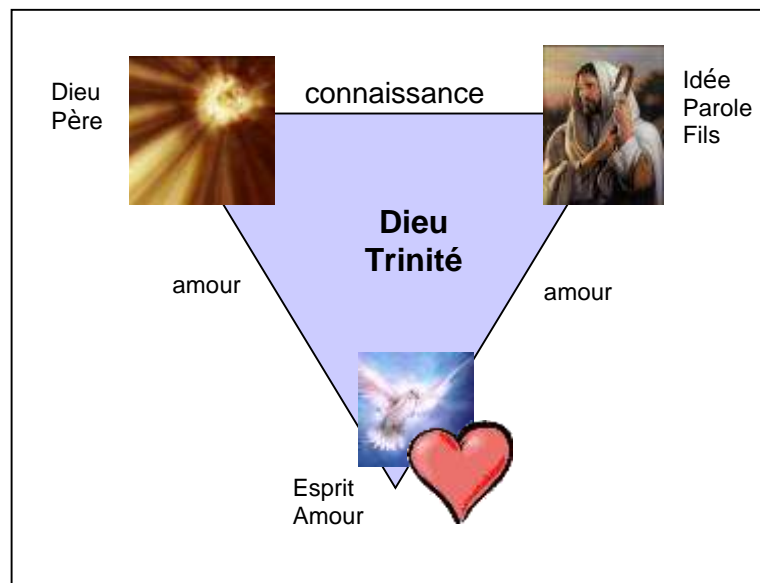 Dieu
Père
connaissance
Idée
Parole
Fils
Dieu
Trinité
amour
amour
Esprit
Amour